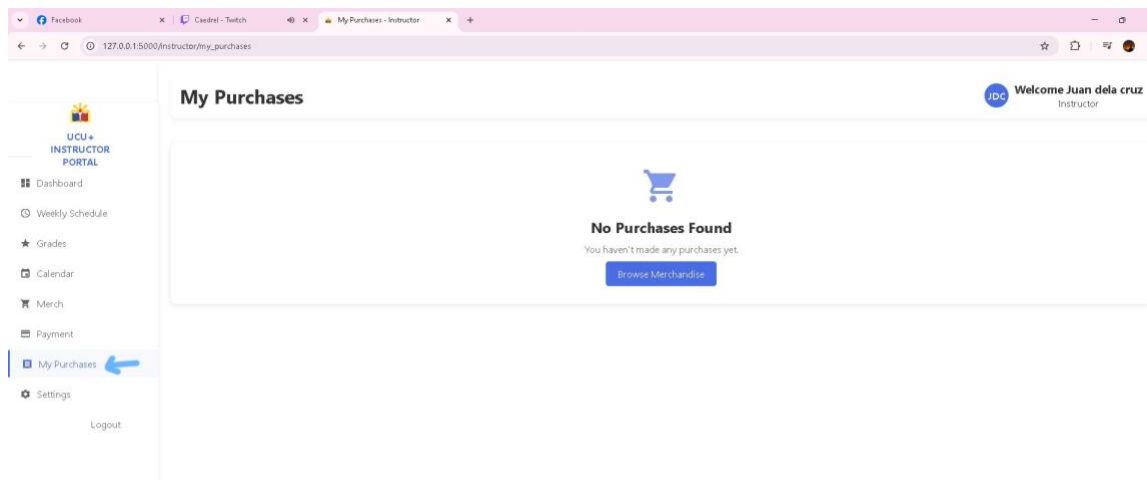 Facebook
Caedrel - Twitch
My Purchases - Instructor
127.0.0.1:5000/instructor/my_purchases
My Purchases
JDC
Welcome Juan dela cruz
Instructor
UCU+
INSTRUCTOR
PORTAL
Dashboard
Weekly Schedule
Grades
Calendar
Merch
Payment
My Purchases
Settings
Logout
No Purchases Found
You haven't made any purchases yet.
Browse Merchandise